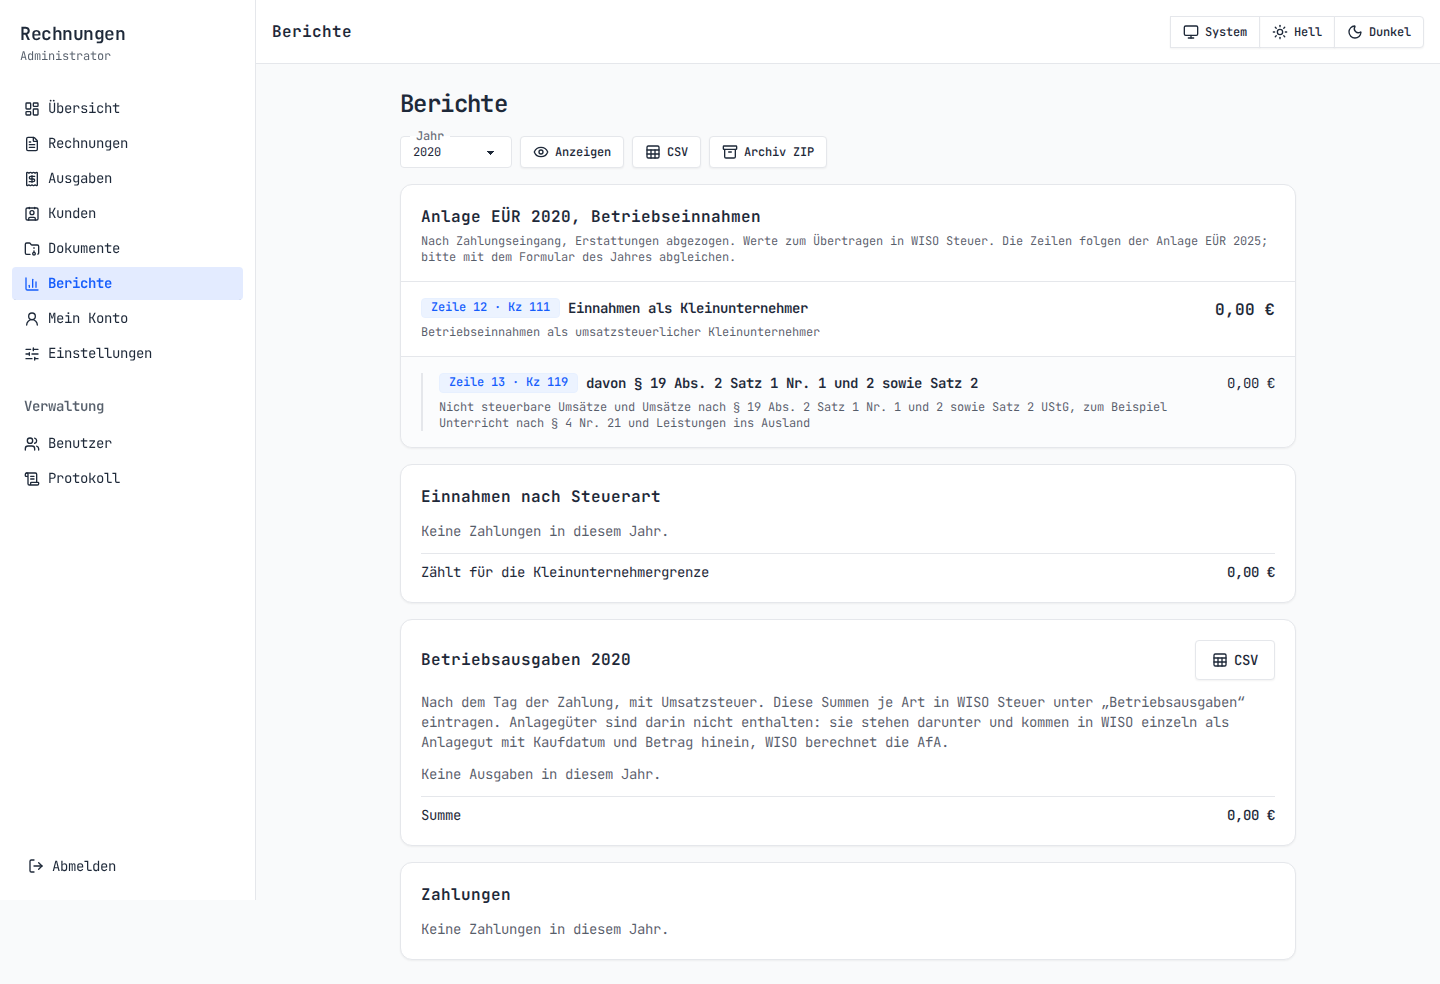 Rechnungen
Administrator
Übersicht
Rechnungen
Ausgaben
Kunden
Dokumente
Berichte
Mein Konto
Einstellungen
Verwaltung
Benutzer
Protokoll
Abmelden
Berichte
System
Hell
Dunkel
Berichte
Jahr
2020
Anzeigen
CSV
Archiv ZIP
Anlage EÜR 2020, Betriebseinnahmen
Nach Zahlungseingang, Erstattungen abgezogen. Werte zum Übertragen in WISO Steuer. Die Zeilen folgen der Anlage EÜR 2025;
bitte mit dem Formular des Jahres abgleichen.
Zeile 12 · Kz 111 Einnahmen als Kleinunternehmer 0,00 €
Betriebseinnahmen als umsatzsteuerlicher Kleinunternehmer
Zeile 13 · Kz 119 davon § 19 Abs. 2 Satz 1 Nr. 1 und 2 sowie Satz 2 0,00 €
Nicht steuerbare Umsätze und Umsätze nach § 19 Abs. 2 Satz 1 Nr. 1 und 2 sowie Satz 2 UStG, zum Beispiel
Unterricht nach § 4 Nr. 21 und Leistungen ins Ausland
Einnahmen nach Steuerart
Keine Zahlungen in diesem Jahr.
Zählt für die Kleinunternehmergrenze 0,00 €
Betriebsausgaben 2020
CSV
Nach dem Tag der Zahlung, mit Umsatzsteuer. Diese Summen je Art in WISO Steuer unter „Betriebsausgaben“
eintragen. Anlagegüter sind darin nicht enthalten: sie stehen darunter und kommen in WISO einzeln als
Anlagegut mit Kaufdatum und Betrag hinein, WISO berechnet die AfA.
Keine Ausgaben in diesem Jahr.
Summe 0,00 €
Zahlungen
Keine Zahlungen in diesem Jahr.